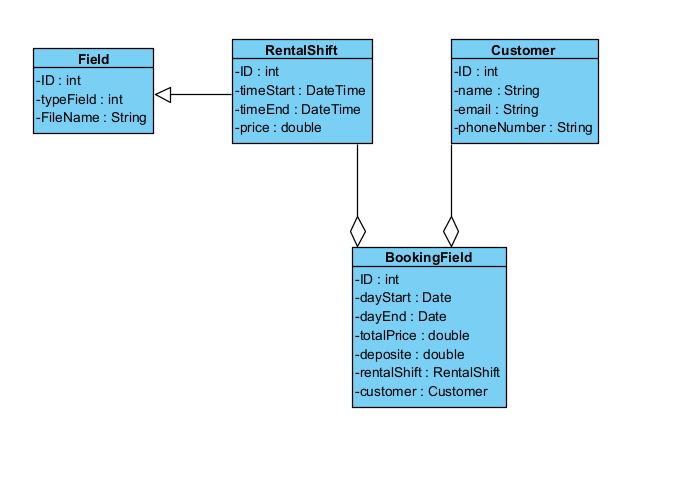 Field
-ID : int
-typeField : int
-FileName : String
RentalShift
-ID : int
-timeStart : DateTime
-timeEnd : DateTime
-price : double
Customer
-ID : int
-name : String
-email : String
-phoneNumber : String
BookingField
-ID : int
-dayStart : Date
-dayEnd : Date
-totalPrice : double
-deposite : double
-rentalShift : RentalShift
-customer : Customer